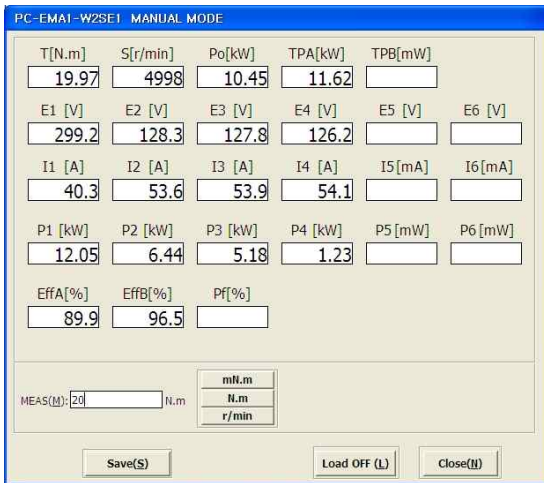 PC-EMA1-W2SE1 MANUAL MODE
T[N.m] S[r/min] Po[kW] TPA[kW] TPB[mW]
19.97 4998 10.45 11.62
E1 [V] E2 [V] E3 [V] E4 [V] E5 [V] E6 [V]
299.2 128.3 127.8 126.2
I1 [A] I2 [A] I3 [A] I4 [A] I5[mA] I6[mA]
40.3 53.6 53.9 54.1
P1 [kW] P2 [kW] P3 [kW] P4 [kW] P5[mW] P6[mW]
12.05 6.44 5.18 1.23
EffA[%] EffB[%] Pf[%]
89.9 96.5
mN.m
MEAS(M): 20 N.m N.m
r/min
Save(S) Load OFF (L) Close(N)